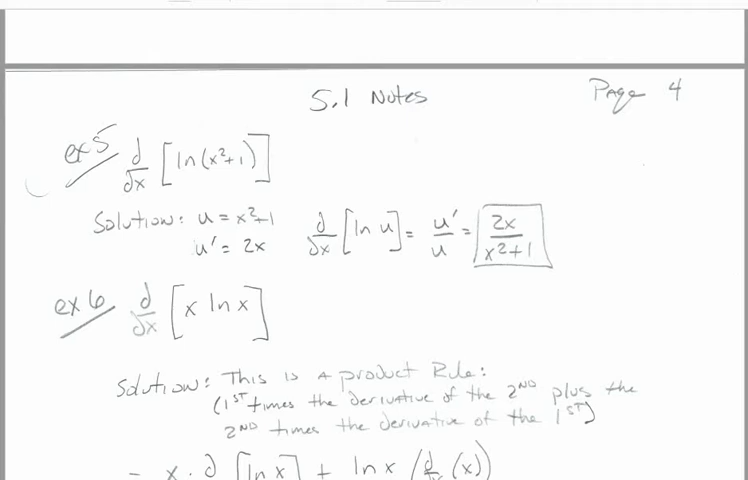 5.1 Notes Page 4
ex 5 d/dx [ln(x²+1)]
Solution: u = x²+1 d/dx [ln u] = u'/u = 2x/x²+1
u' = 2x
ex 6 d/dx [x ln x]
Solution: This is a product Rule:
(1ST times the derivative of the 2ND plus the
2ND times the derivative of the 1ST)
= x · d [ln x] + ln x (d/dx (x))